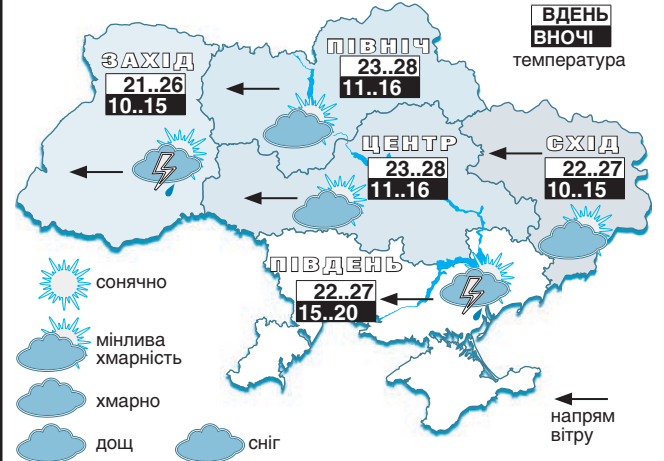 ВДЕНЬ
ВНОЧІ
температура
ЗАХІД
21..26
10..15
ПІВНІЧ
23..28
11..16
ЦЕНТР
23..28
11..16
СХІД
22..27
10..15
ПІВДЕНЬ
22..27
15..20
сонячно
мінлива
хмарність
хмарно
дощ
сніг
напрям
вітру